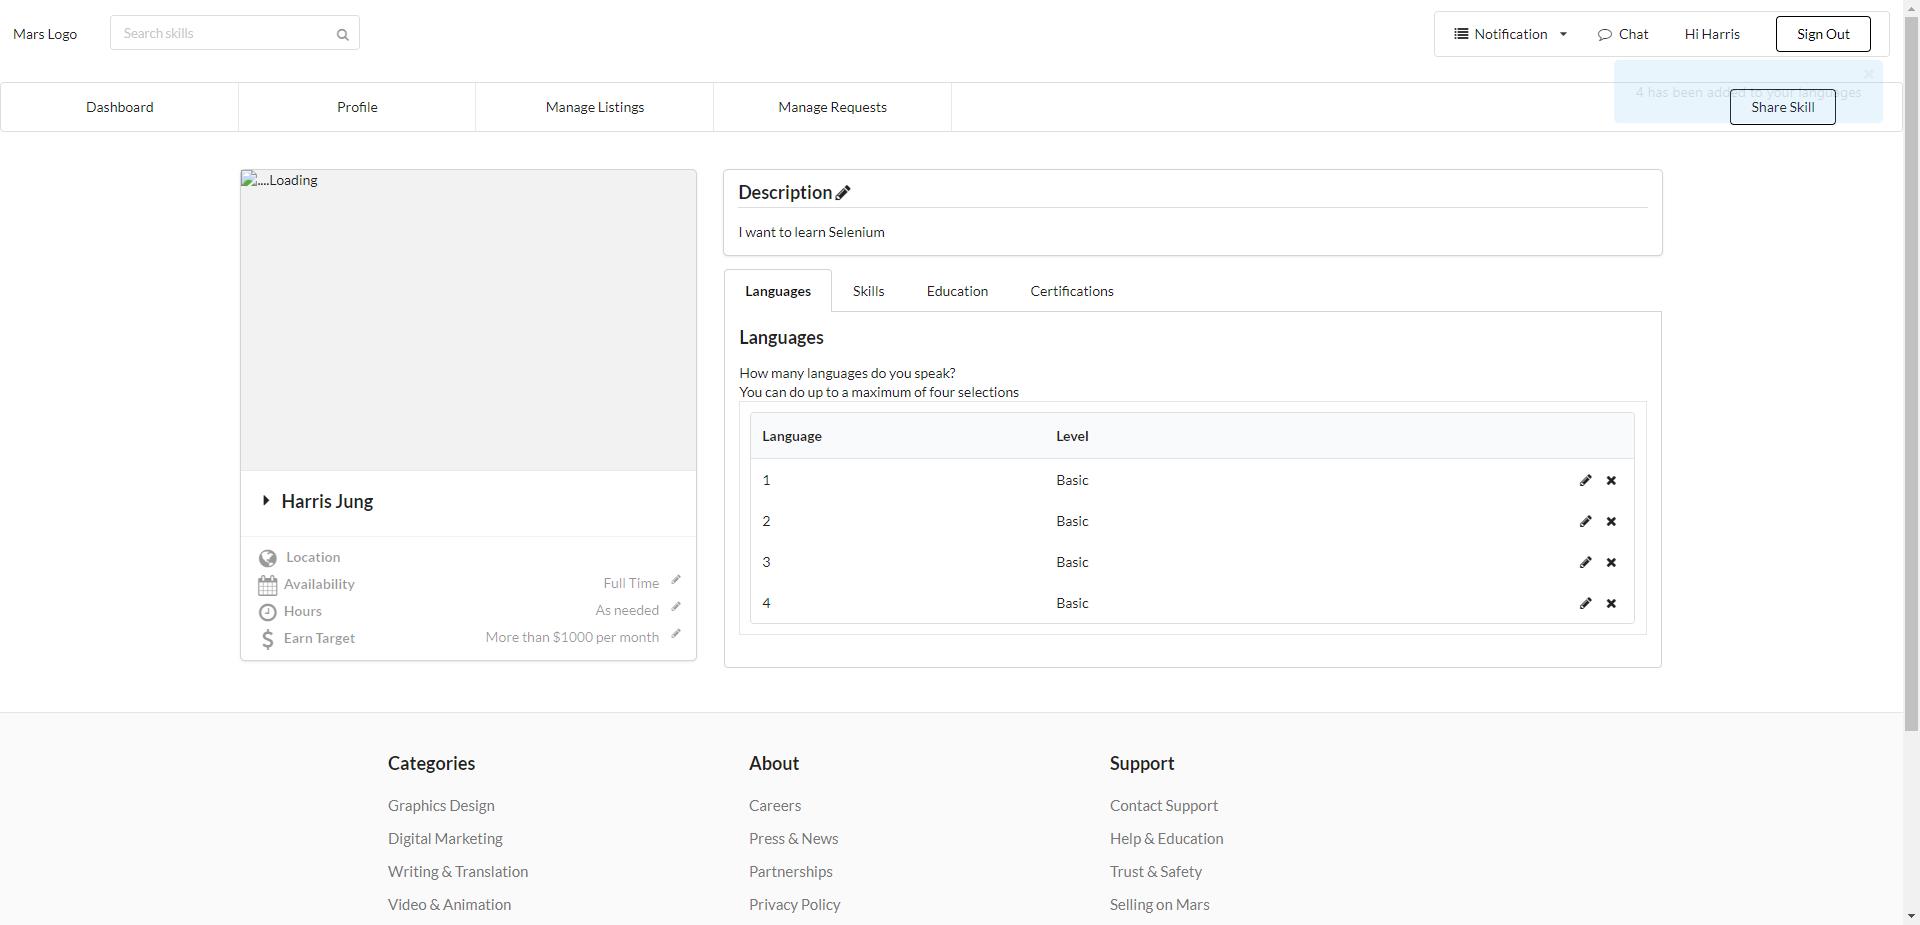 Mars Logo
Search skills
Notification
Chat
Hi Harris
Sign Out
4 has been added to your languages
Dashboard
Profile
Manage Listings
Manage Requests
Share Skill
....Loading
Harris Jung
Location
Availability
Full Time
Hours
As needed
Earn Target
More than $1000 per month
Description
I want to learn Selenium
Languages
Skills
Education
Certifications
Languages
How many languages do you speak?
You can do up to a maximum of four selections
Language Level
1 Basic
2 Basic
3 Basic
4 Basic
Categories
Graphics Design
Digital Marketing
Writing & Translation
Video & Animation
About
Careers
Press & News
Partnerships
Privacy Policy
Support
Contact Support
Help & Education
Trust & Safety
Selling on Mars